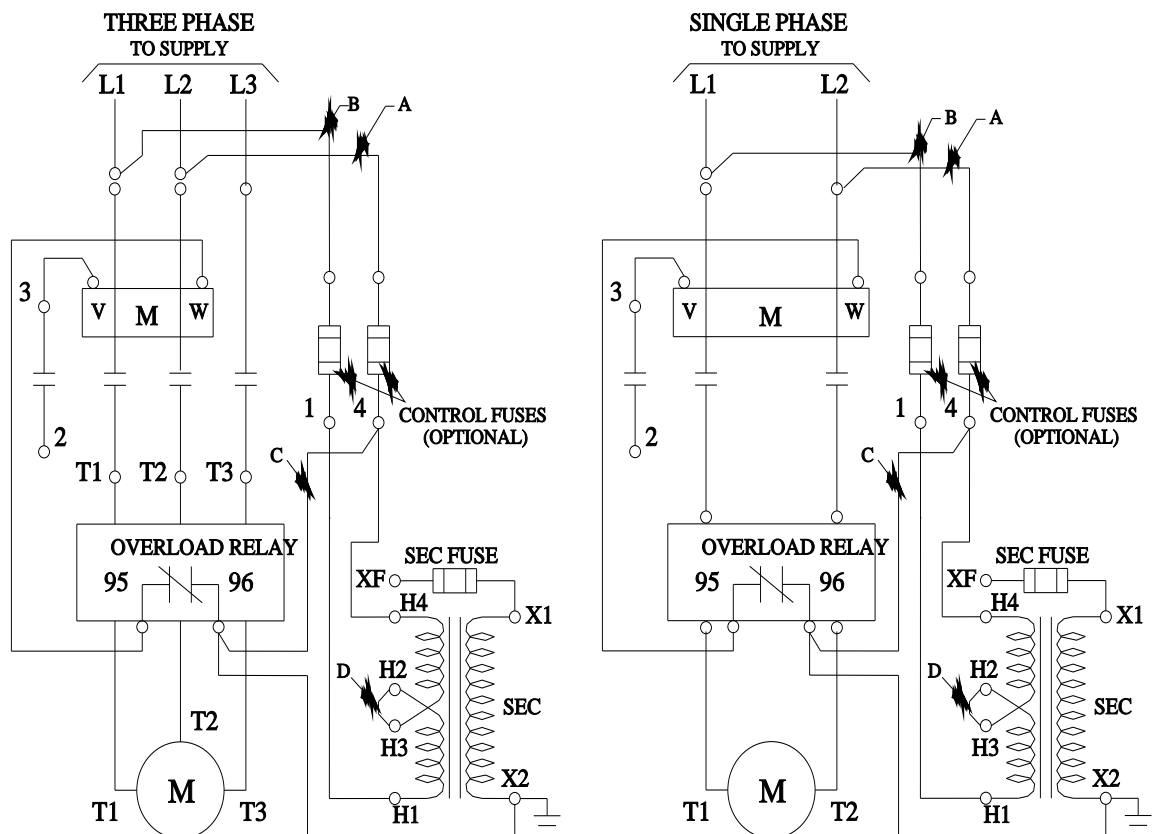 THREE PHASE
TO SUPPLY
L1 L2 L3
B
A
3
V M W
1 4
CONTROL FUSES
(OPTIONAL)
2
C
T1 T2 T3
OVERLOAD RELAY
95 96
SEC FUSE
XF
H4
X1
D
H2
SEC
H3
T2
M
T1
T3
X2
H1
SINGLE PHASE
TO SUPPLY
L1 L2
B
A
3
V M W
1 4
CONTROL FUSES
(OPTIONAL)
2
C
OVERLOAD RELAY
95 96
SEC FUSE
XF
H4
X1
D
H2
SEC
H3
M
T1
T2
X2
H1